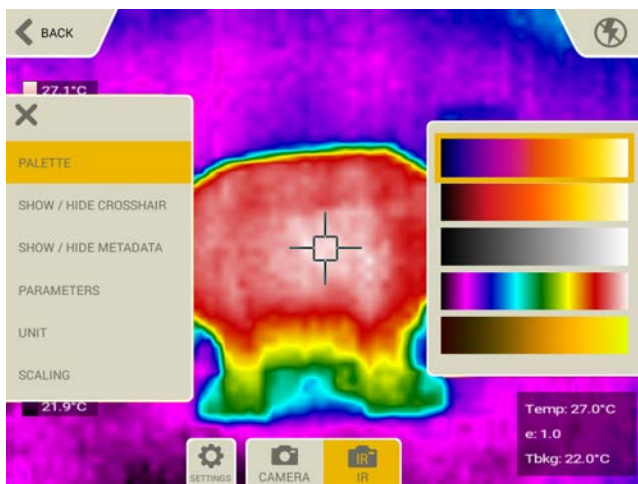 BACK
27.1°C
PALETTE
SHOW / HIDE CROSSHAIR
SHOW / HIDE METADATA
PARAMETERS
UNIT
SCALING
21.9°C
Temp: 27.0°C
e: 1.0
Tbkg: 22.0°C
SETTINGS
CAMERA
IR
IR